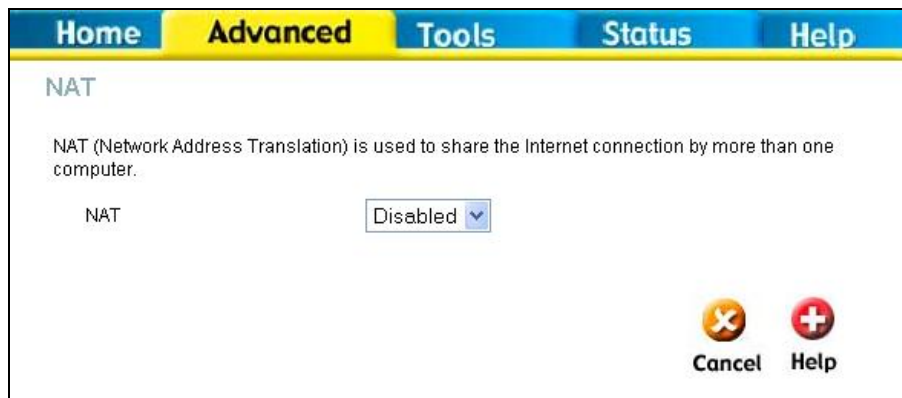 Home Advanced Tools Status Help
NAT
NAT (Network Address Translation) is used to share the Internet connection by more than one
computer.
NAT Disabled
Cancel Help